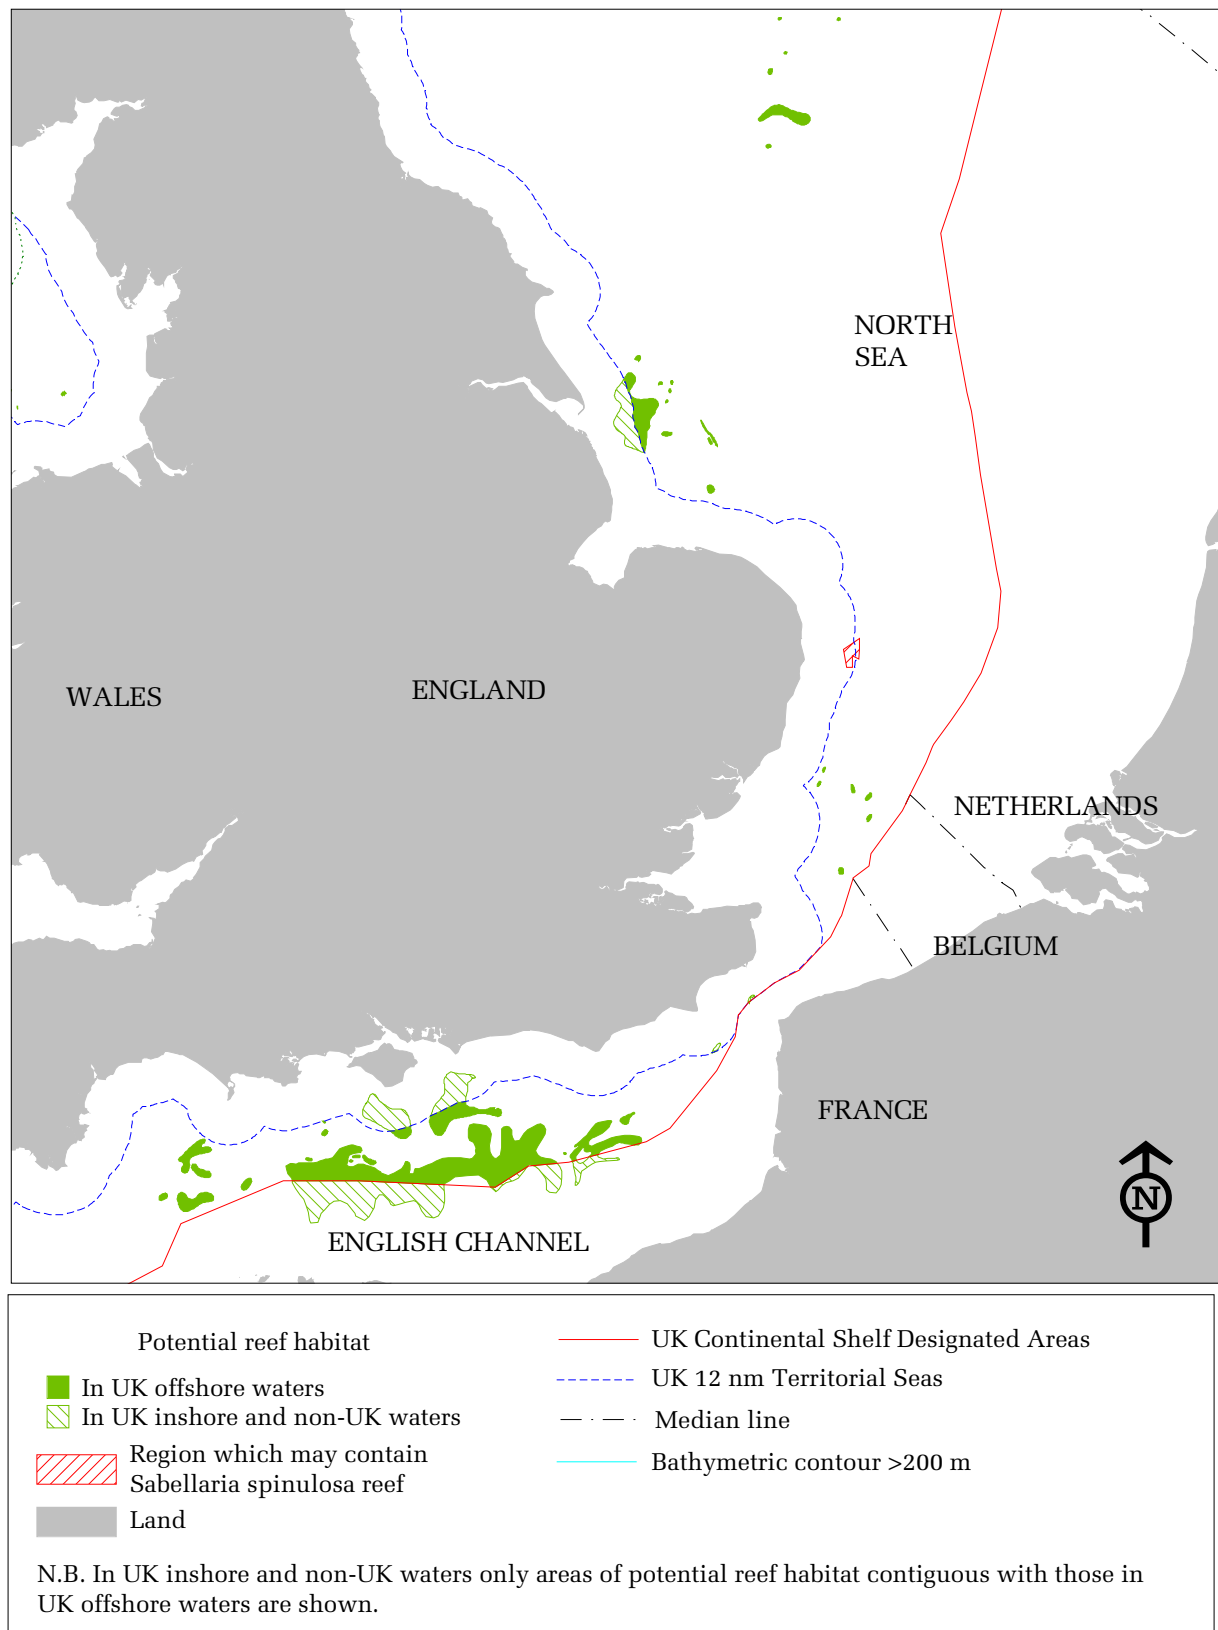 NORTH
SEA
WALES
ENGLAND
NETHERLANDS
BELGIUM
FRANCE
N
ENGLISH CHANNEL
Potential reef habitat
In UK offshore waters
In UK inshore and non-UK waters
Region which may contain
Sabellaria spinulosa reef
Land
UK Continental Shelf Designated Areas
UK 12 nm Territorial Seas
Median line
Bathymetric contour >200 m
N.B. In UK inshore and non-UK waters only areas of potential reef habitat contiguous with those in
UK offshore waters are shown.